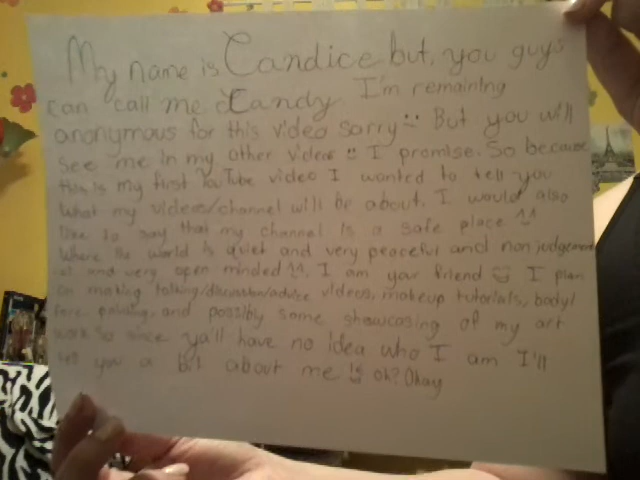 My name is Candice but, you guys
can call me Candy I'm remaining
anonymous for this video sorry :) But you will
see me in my other videos :) I promise. So because
this is my first YouTube video I wanted to tell you
what my videos/channel will be about. I would also
like to say that my channel is a safe place ^^
Where the world is quiet and very peaceful and nonjudgement
al and very open minded ^^. I am your friend :) I plan
on making talking/discussion/advice videos, makeup tutorials, body/
face painting, and possibly some showcasing of my art
work so since ya'll have no idea who I am I'll
tell you a bit about me :) ok? Okay